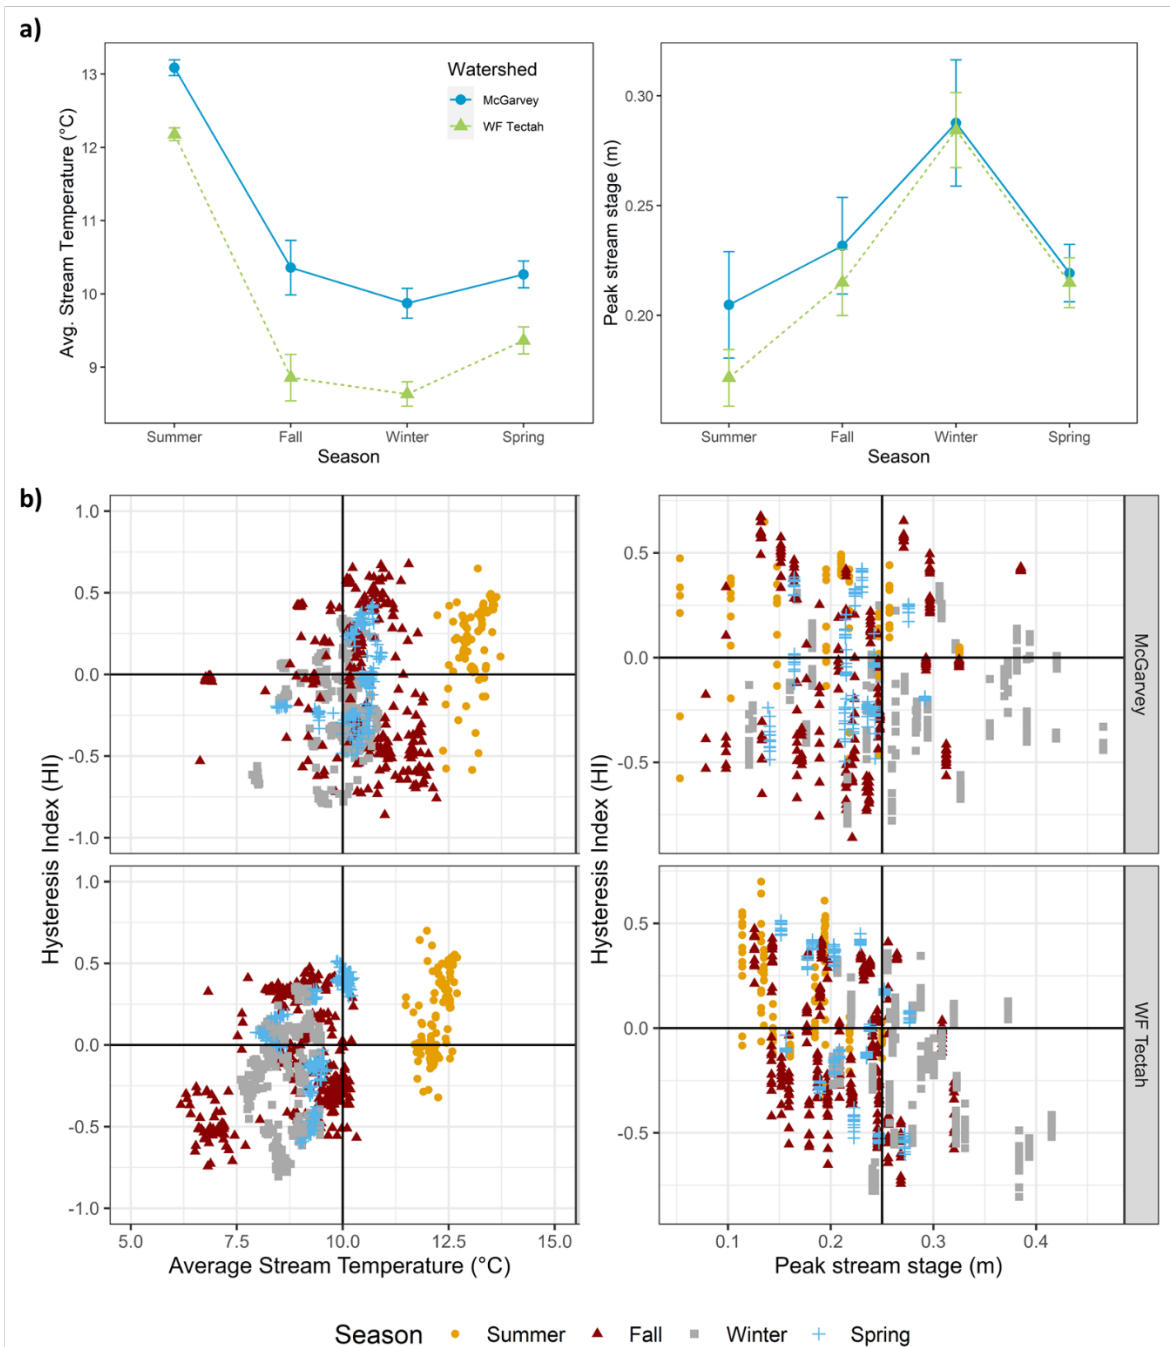 a)
Avg. Stream Temperature (°C)
13
12
11
10
9
Watershed
McGarvey
WF Tectah
Summer
Fall
Winter
Spring
Season
Peak stream stage (m)
0.30
0.25
0.20
Summer
Fall
Winter
Spring
Season
b)
Hysteresis Index (HI)
1.0
0.5
0.0
-0.5
-1.0
1.0
0.5
0.0
-0.5
-1.0
5.0
7.5
10.0
12.5
15.0
Average Stream Temperature (°C)
Hysteresis Index (HI)
0.5
0.0
-0.5
McGarvey
0.5
0.0
-0.5
WF Tectah
0.1
0.2
0.3
0.4
Peak stream stage (m)
Season
Summer
Fall
Winter
Spring